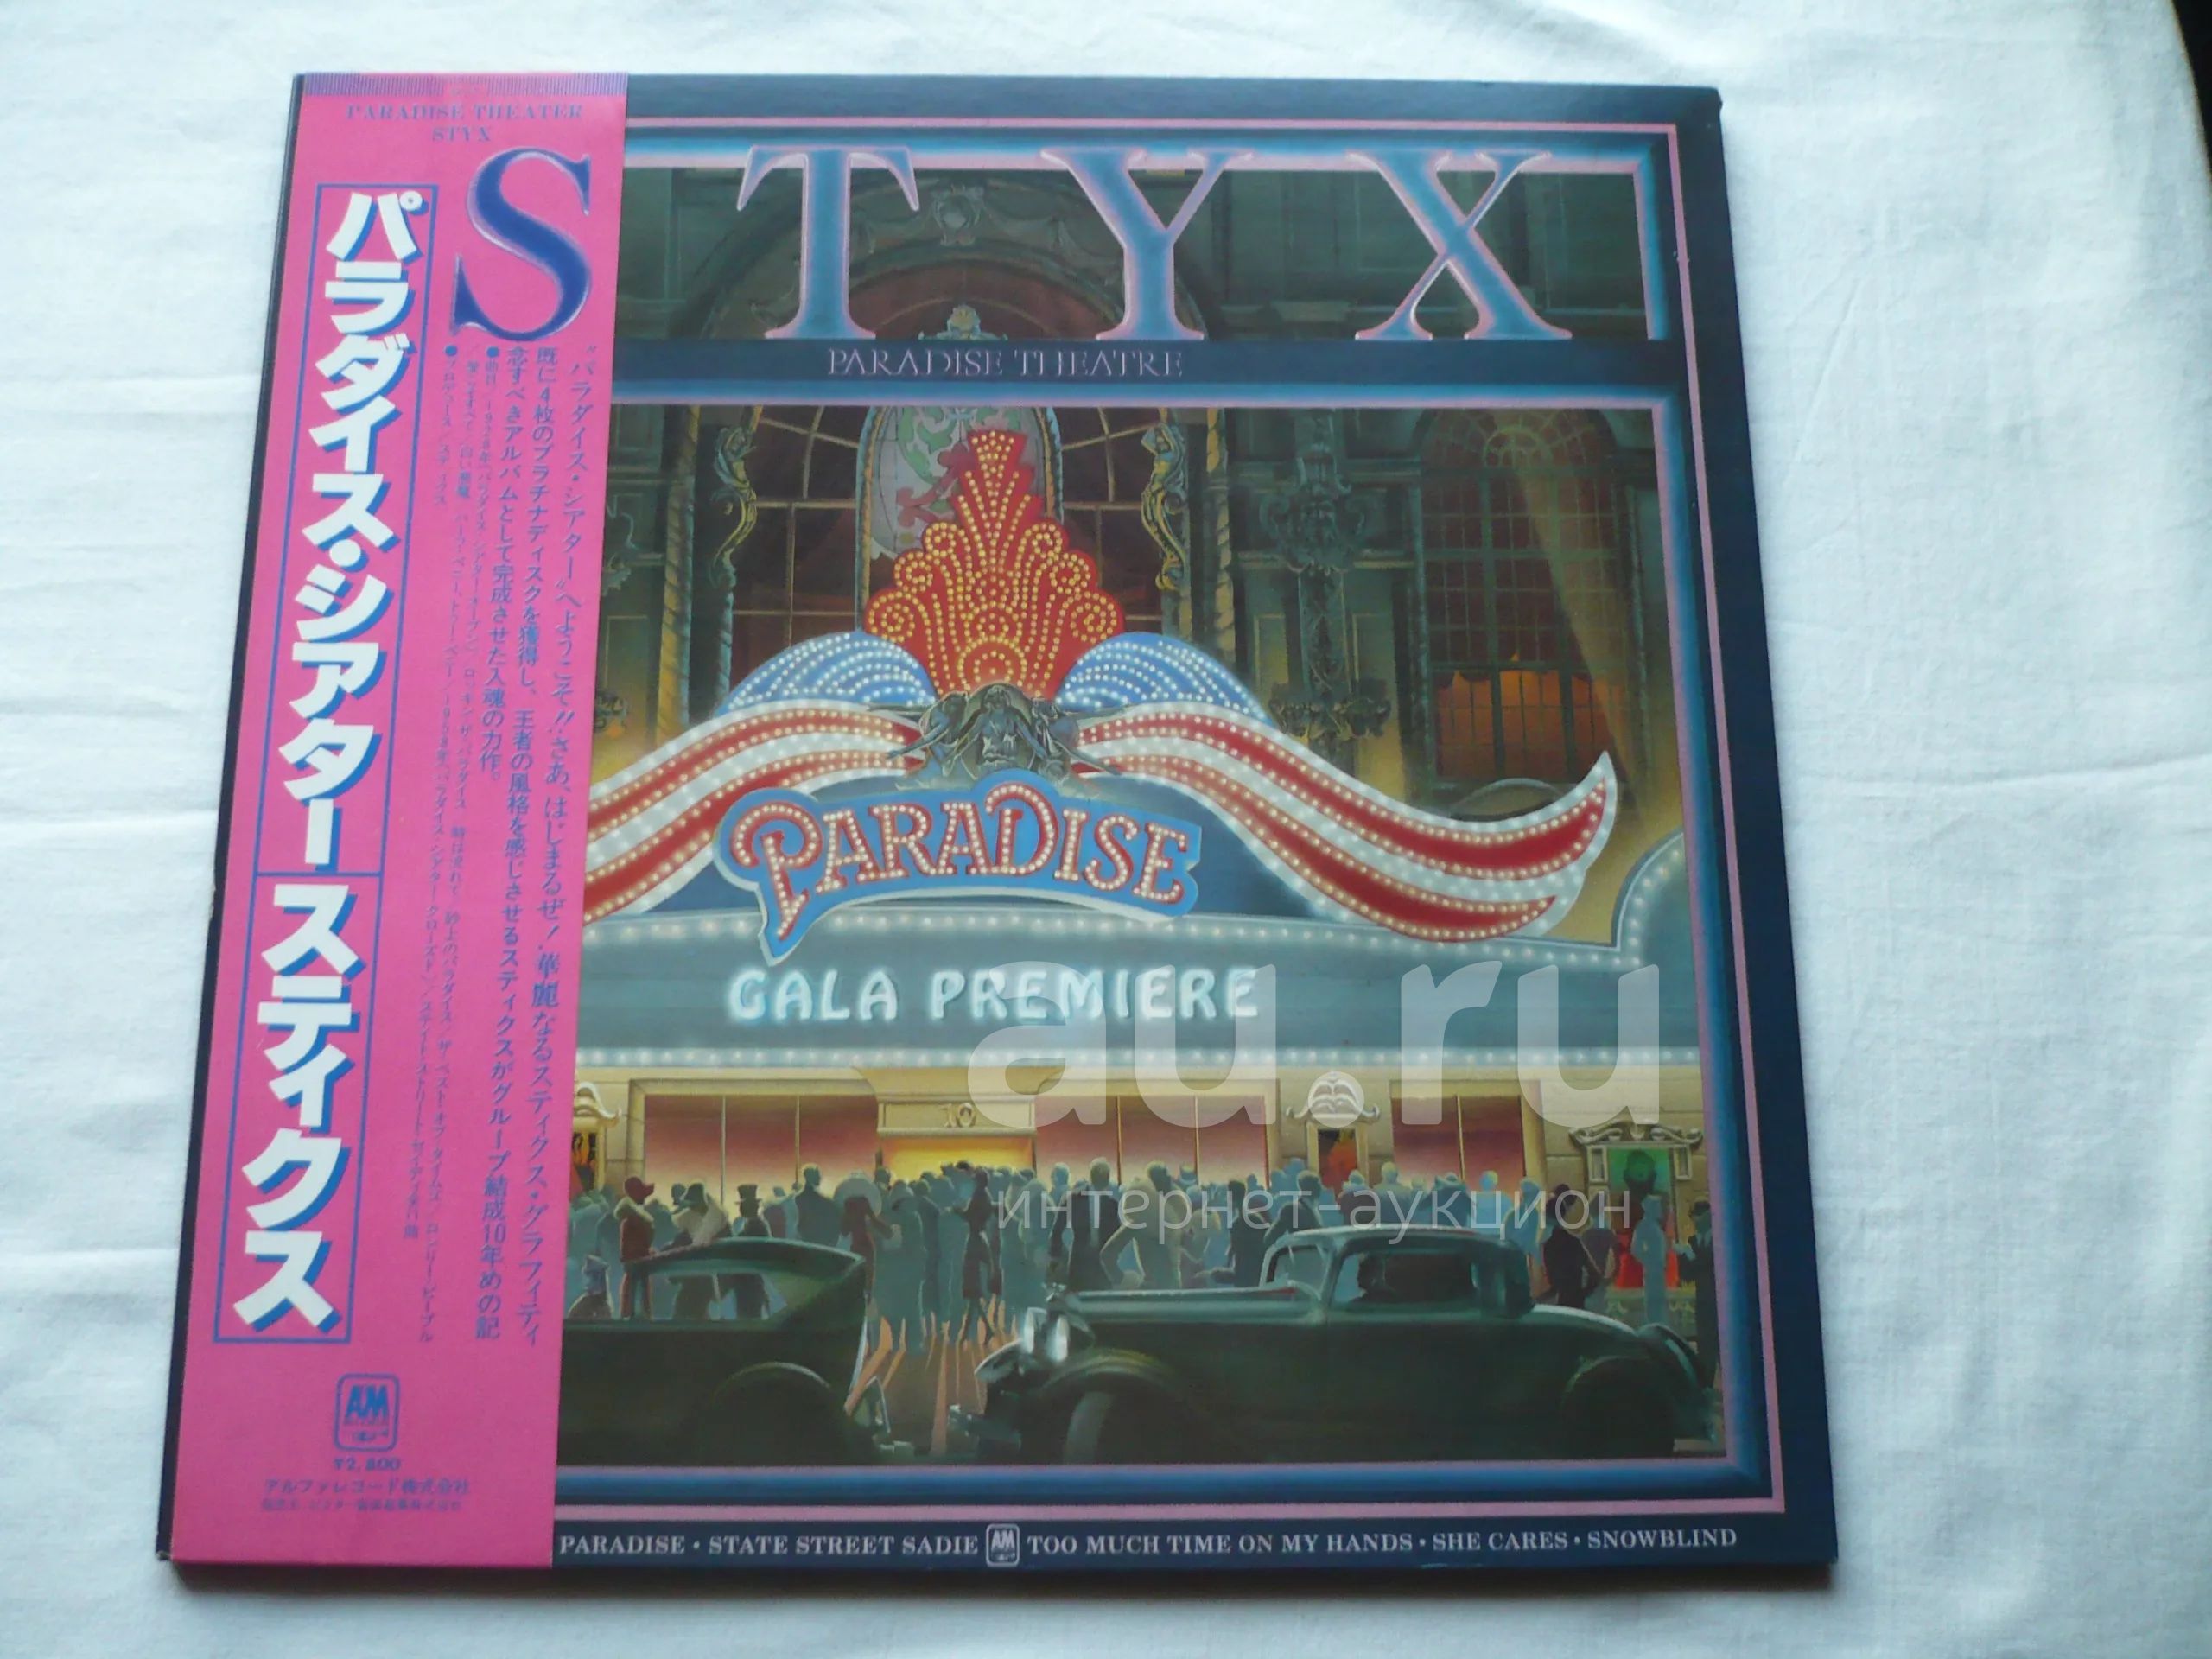 PARADISE THEATER
STYX
STYX
PARADISE THEATRE
パラダイス・シアター
スティクス
“パラダイス・シアター”へようこそ!!さあ、はじまるぜ!華麗なるスティクス・グラフィティ
既に4枚のプラチナディスクを獲得し、王者の風格を感じさせるスティクスがグループ結成10年めの記
念すべきアルバムとして完成させた入魂の力作。
PARADISE
GALA PREMIERE
10
au.ru
интернет-аукцион
A&M
¥2,800
アルファレコード株式会社
PARADISE • STATE STREET SADIE A&M TOO MUCH TIME ON MY HANDS • SHE CARES • SNOWBLIND